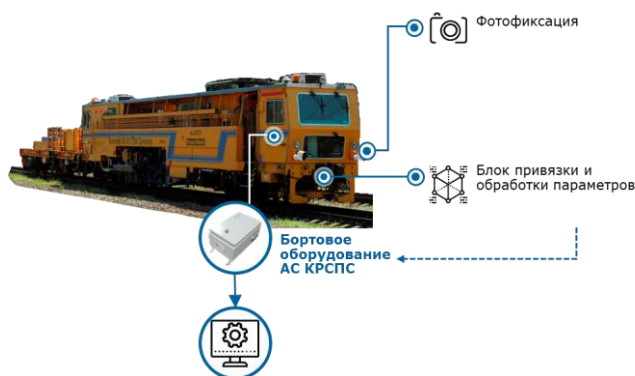 Фотофиксация
Блок привязки и
обработки параметров
Бортовое
оборудование
АС КРСПС